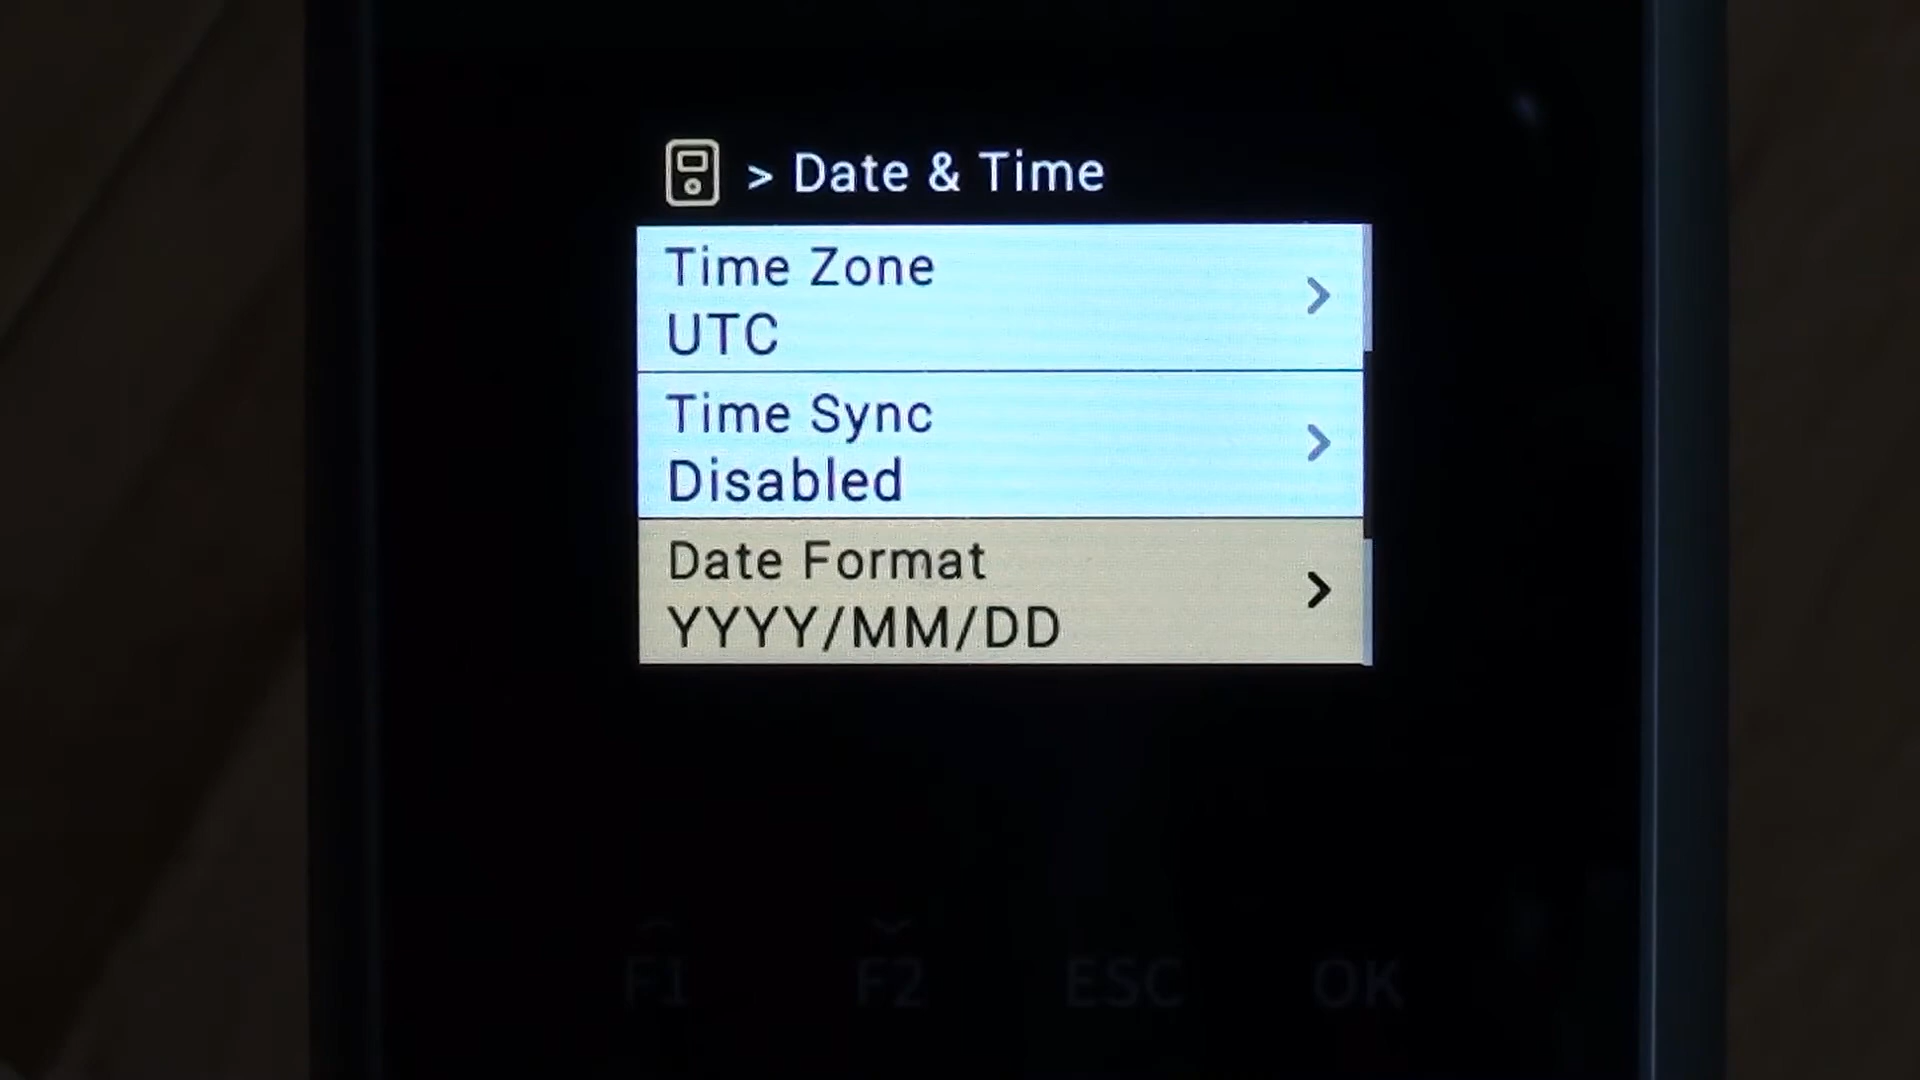 > Date & Time
Time Zone
UTC
Time Sync
Disabled
Date Format
YYYY/MM/DD
F1 F2 ESC OK